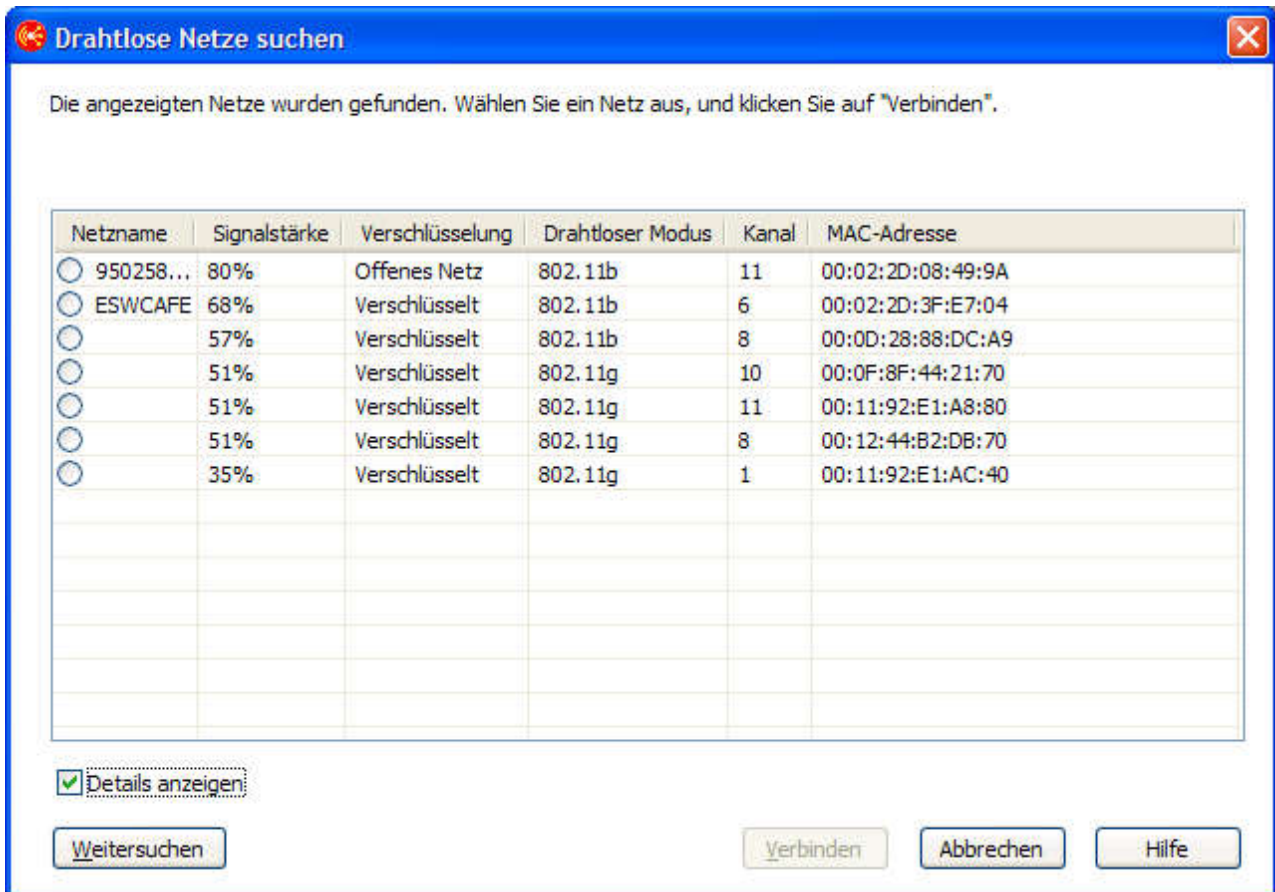 Drahtlose Netze suchen
Die angezeigten Netze wurden gefunden. Wählen Sie ein Netz aus, und klicken Sie auf "Verbinden".
Netzname Signalstärke Verschlüsselung Drahtloser Modus Kanal MAC-Adresse
950258... 80% Offenes Netz 802.11b 11 00:02:2D:08:49:9A
ESWCAFE 68% Verschlüsselt 802.11b 6 00:02:2D:3F:E7:04
57% Verschlüsselt 802.11b 8 00:0D:28:88:DC:A9
51% Verschlüsselt 802.11g 10 00:0F:8F:44:21:70
51% Verschlüsselt 802.11g 11 00:11:92:E1:A8:80
51% Verschlüsselt 802.11g 8 00:12:44:B2:DB:70
35% Verschlüsselt 802.11g 1 00:11:92:E1:AC:40
Details anzeigen
Weitersuchen Verbinden Abbrechen Hilfe